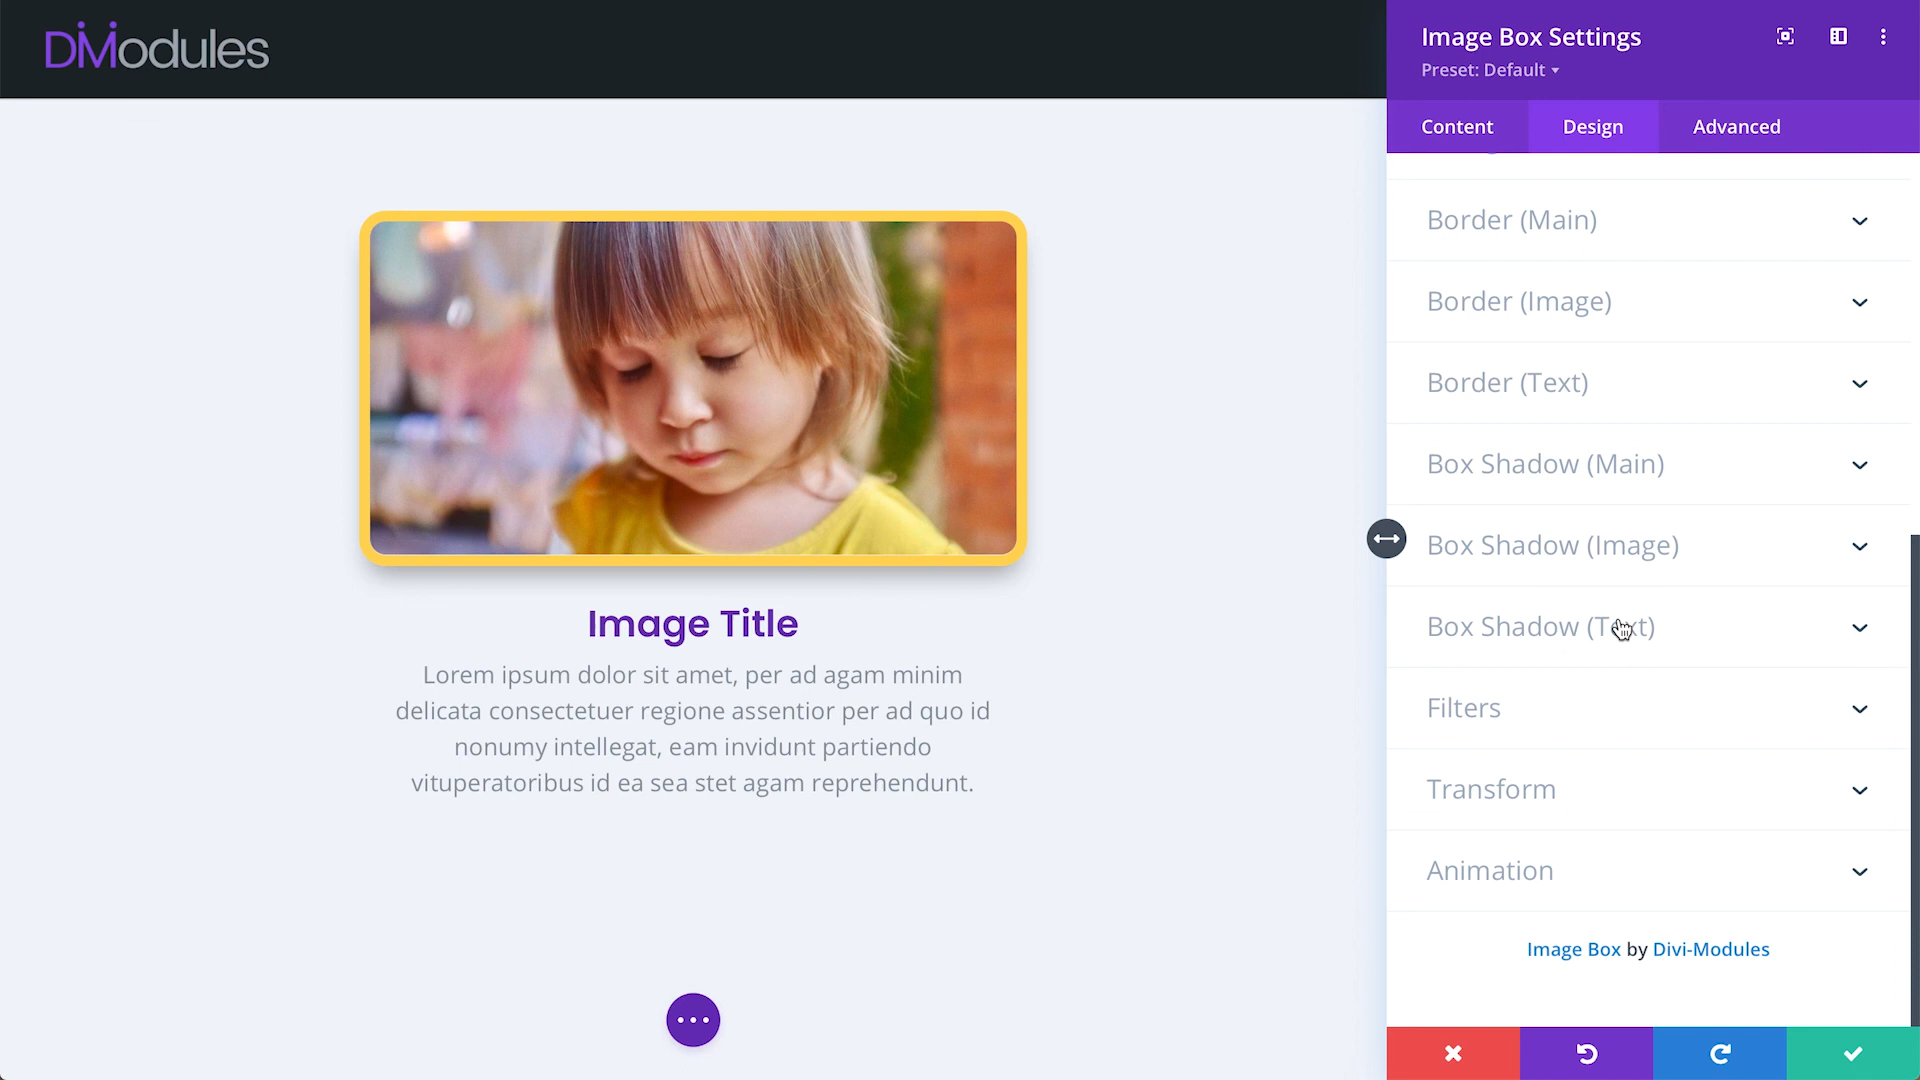 DiModules
Image Title
Lorem ipsum dolor sit amet, per ad agam minim
delicata consectetuer regione assentior per ad quo id
nonumy intellegat, eam invidunt partiendo
vituperatoribus id ea sea stet agam reprehendunt.
Image Box Settings
Preset: Default
Content
Design
Advanced
Border (Main)
Border (Image)
Border (Text)
Box Shadow (Main)
Box Shadow (Image)
Box Shadow (Text)
Filters
Transform
Animation
Image Box by Divi-Modules